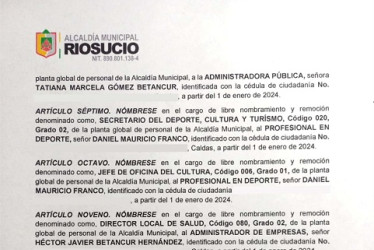 ALCALDÍA MUNICIPAL
RIOSUCIO
NIT. 890.801.138-4
planta global de personal de la Alcaldía Municipal, a la ADMINISTRADORA PÚBLICA, señora
TATIANA MARCELA GÓMEZ BETANCUR, identificada con la cédula de ciudadanía No.
, a partir del 1 de enero de 2024.
ARTÍCULO SÉPTIMO. NÓMBRESE en el cargo de libre nombramiento y remoción
denominado como, SECRETARIO DEL DEPORTE, CULTURA Y TURÍSMO, Código 020,
Grado 02, de la planta global de personal de la Alcaldía Municipal, al PROFESIONAL EN
DEPORTE, señor DANIEL MAURICIO FRANCO, identificado con la cédula de ciudadanía No.
, Caldas, a partir del 1 de enero de 2024.
ARTÍCULO OCTAVO. NÓMBRESE en el cargo de libre nombramiento y remoción
denominado como, JEFE DE OFICINA DEL CULTURA, Código 006, Grado 01, de la planta
global de personal de la Alcaldía Municipal, al PROFESIONAL EN DEPORTE, señor DANIEL
MAURICIO FRANCO, identificado con la cédula de ciudadanía
, a partir del 1 de enero de 2024.
ARTÍCULO NOVENO. NÓMBRESE en el cargo de libre nombramiento y remoción
denominado como, DIRECTOR LOCAL DE SALUD, Código 080, Grado 02, de la planta
global de personal de la Alcaldía Municipal, al ADMINISTRADOR DE EMPRESAS, señor
HÉCTOR JAVIER BETANCUR HERNÁNDEZ, identificado con la cédula de ciudadanía No.